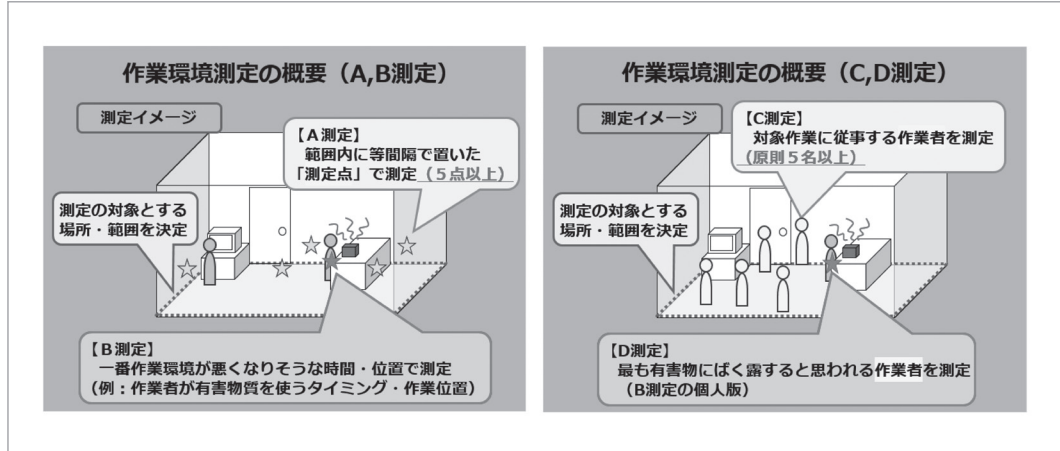 作業環境測定の概要（A,B測定）
測定イメージ
【Ａ測定】
範囲内に等間隔で置いた
「測定点」で測定（５点以上）
測定の対象とする
場所・範囲を決定
【Ｂ測定】
一番作業環境が悪くなりそうな時間・位置で測定
（例：作業者が有害物質を使うタイミング・作業位置）
作業環境測定の概要（C,D測定）
測定イメージ
【C測定】
対象作業に従事する作業者を測定
（原則５名以上）
測定の対象とする
場所・範囲を決定
【D測定】
最も有害物にばく露すると思われる作業者を測定
（B測定の個人版）